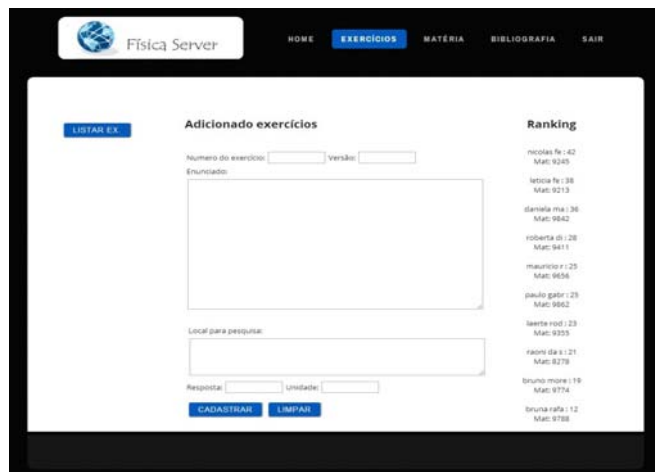 Física Server
HOME EXERCÍCIOS MATÉRIA BIBLIOGRAFIA SAIR
LISTAR EX.
Adicionado exercícios
Numero do exercício: Versão:
Enunciado:
Local para pesquisa:
Resposta: Unidade:
CADASTRAR LIMPAR
Ranking
nicolas fe : 42
Mat: 9245
leticia fe : 38
Mat: 9213
daniela ma : 36
Mat: 9842
roberta di : 28
Mat: 9411
mauricio r : 25
Mat: 9656
paulo gabr : 25
Mat: 9862
laerte rod : 23
Mat: 9355
raoni da s : 21
Mat: 8278
bruno more : 19
Mat: 9774
bruna rafa : 12
Mat: 9788